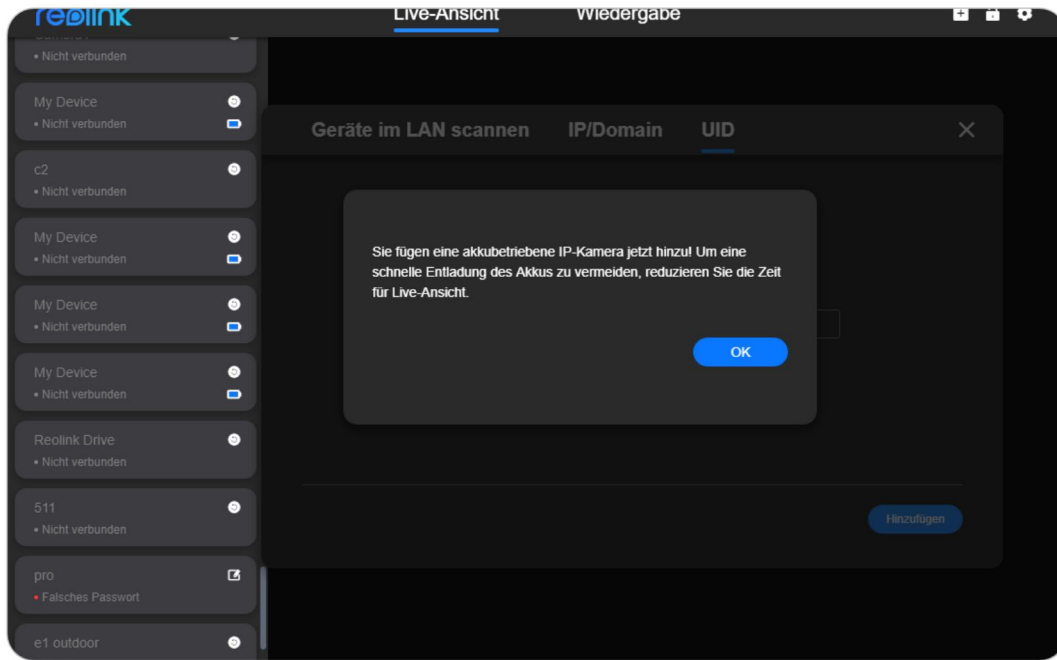 reolink
Live-Ansicht
Wiedergabe
• Nicht verbunden
My Device
• Nicht verbunden
c2
• Nicht verbunden
My Device
• Nicht verbunden
My Device
• Nicht verbunden
My Device
• Nicht verbunden
Reolink Drive
• Nicht verbunden
511
• Nicht verbunden
pro
• Falsches Passwort
e1 outdoor
Geräte im LAN scannen
IP/Domain
UID
Sie fügen eine akkubetriebene IP-Kamera jetzt hinzu! Um eine
schnelle Entladung des Akkus zu vermeiden, reduzieren Sie die Zeit
für Live-Ansicht.
OK
Hinzufügen